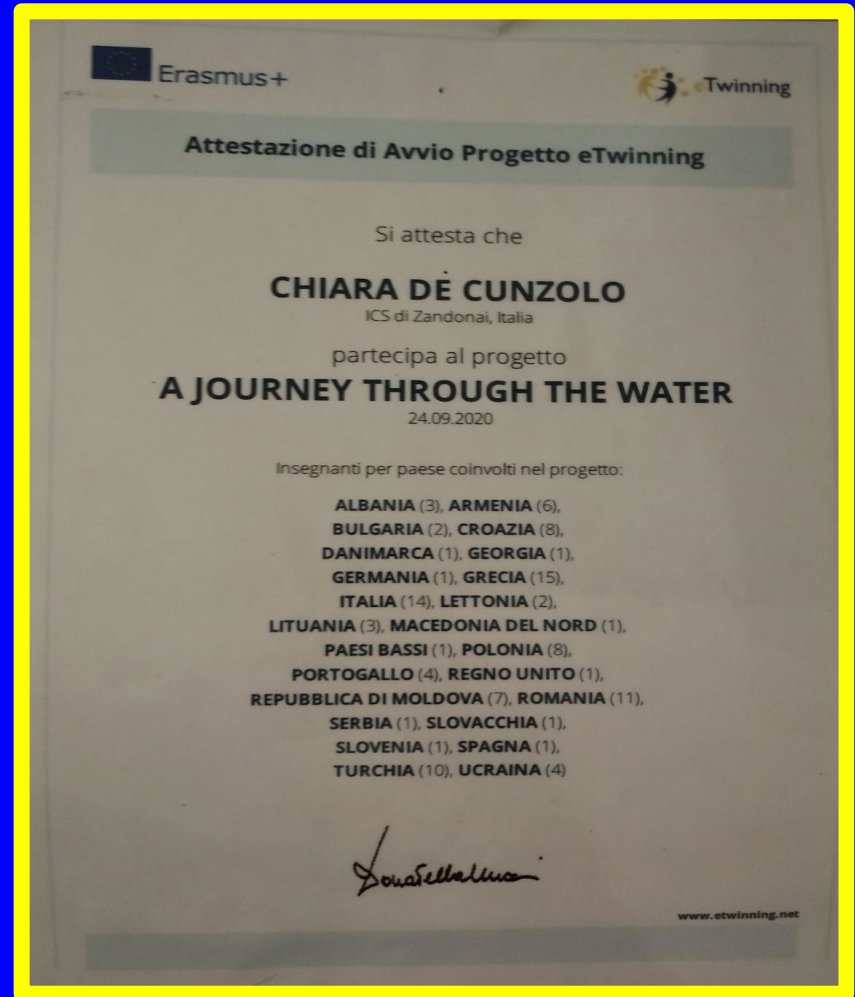 Erasmus+
eTwinning
Attestazione di Avvio Progetto eTwinning
Si attesta che
CHIARA DE CUNZOLO
ICS di Zandonai, Italia
partecipa al progetto
A JOURNEY THROUGH THE WATER
24.09.2020
Insegnanti per paese coinvolti nel progetto:
ALBANIA (3), ARMENIA (6),
BULGARIA (2), CROAZIA (8),
DANIMARCA (1), GEORGIA (1),
GERMANIA (1), GRECIA (15),
ITALIA (14), LETTONIA (2),
LITUANIA (3), MACEDONIA DEL NORD (1),
PAESI BASSI (1), POLONIA (8),
PORTOGALLO (4), REGNO UNITO (1),
REPUBBLICA DI MOLDOVA (7), ROMANIA (11),
SERBIA (1), SLOVACCHIA (1),
SLOVENIA (1), SPAGNA (1),
TURCHIA (10), UCRAINA (4)
www.etwinning.net